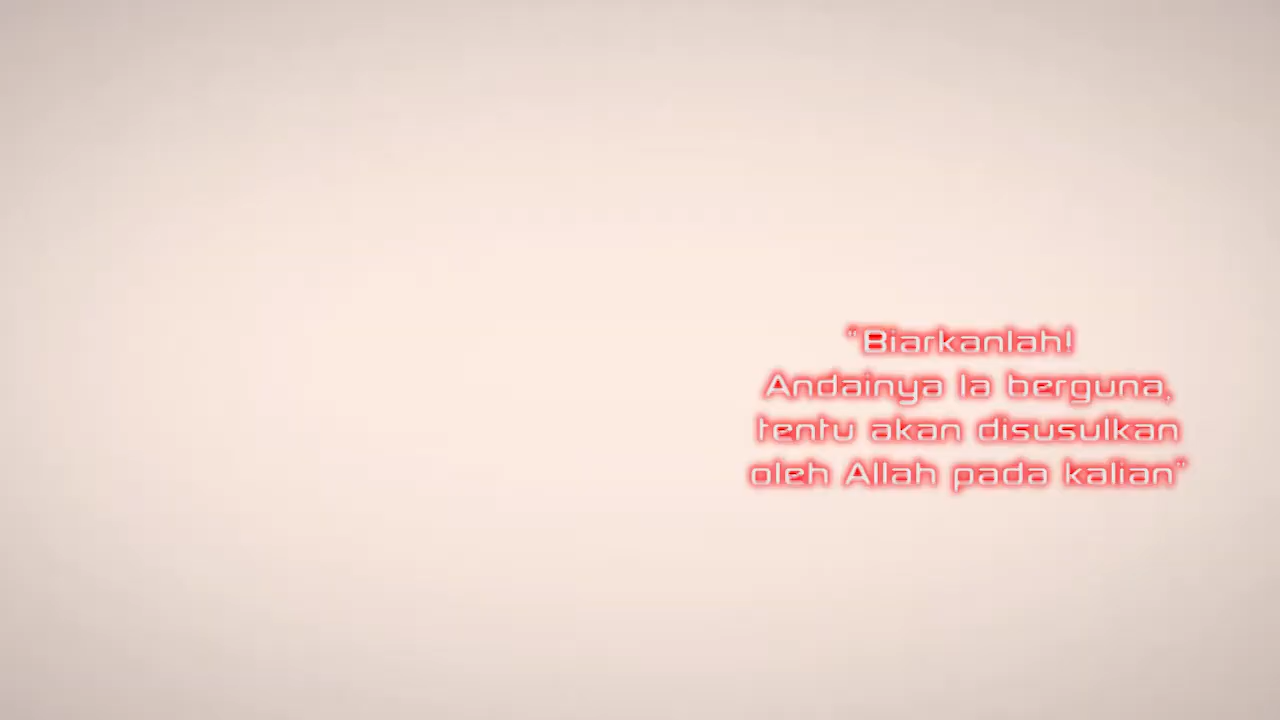 “Biarkanlah!
Andainya Ia berguna,
tentu akan disusulkan
oleh Allah pada kalian”